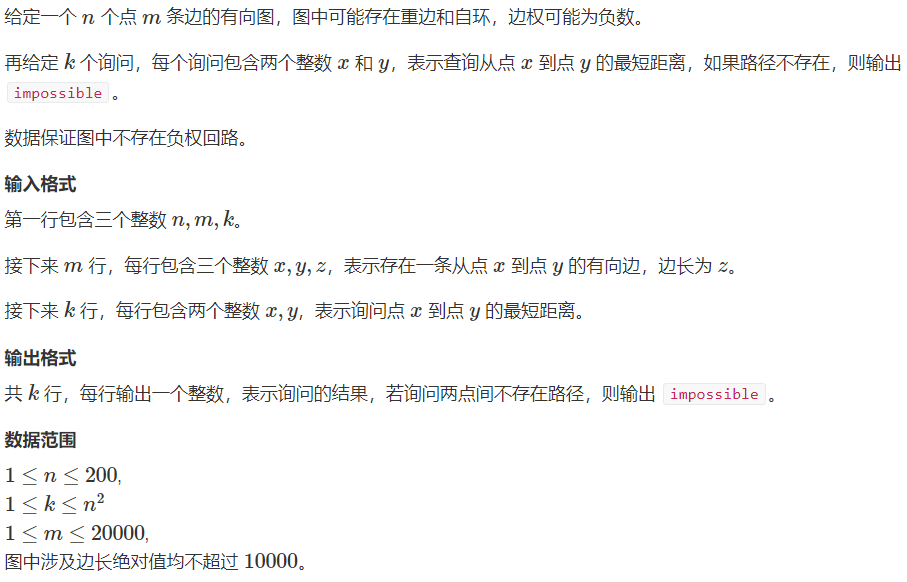 给定一个 n 个点 m 条边的有向图，图中可能存在重边和自环，边权可能为负数。
再给定 k 个询问，每个询问包含两个整数 x 和 y，表示查询从点 x 到点 y 的最短距离，如果路径不存在，则输出
impossible 。
数据保证图中不存在负权回路。
输入格式
第一行包含三个整数 n, m, k。
接下来 m 行，每行包含三个整数 x, y, z，表示存在一条从点 x 到点 y 的有向边，边长为 z。
接下来 k 行，每行包含两个整数 x, y，表示询问点 x 到点 y 的最短距离。
输出格式
共 k 行，每行输出一个整数，表示询问的结果，若询问两点间不存在路径，则输出 impossible 。
数据范围
1 ≤ n ≤ 200,
1 ≤ k ≤ n²
1 ≤ m ≤ 20000,
图中涉及边长绝对值均不超过 10000。